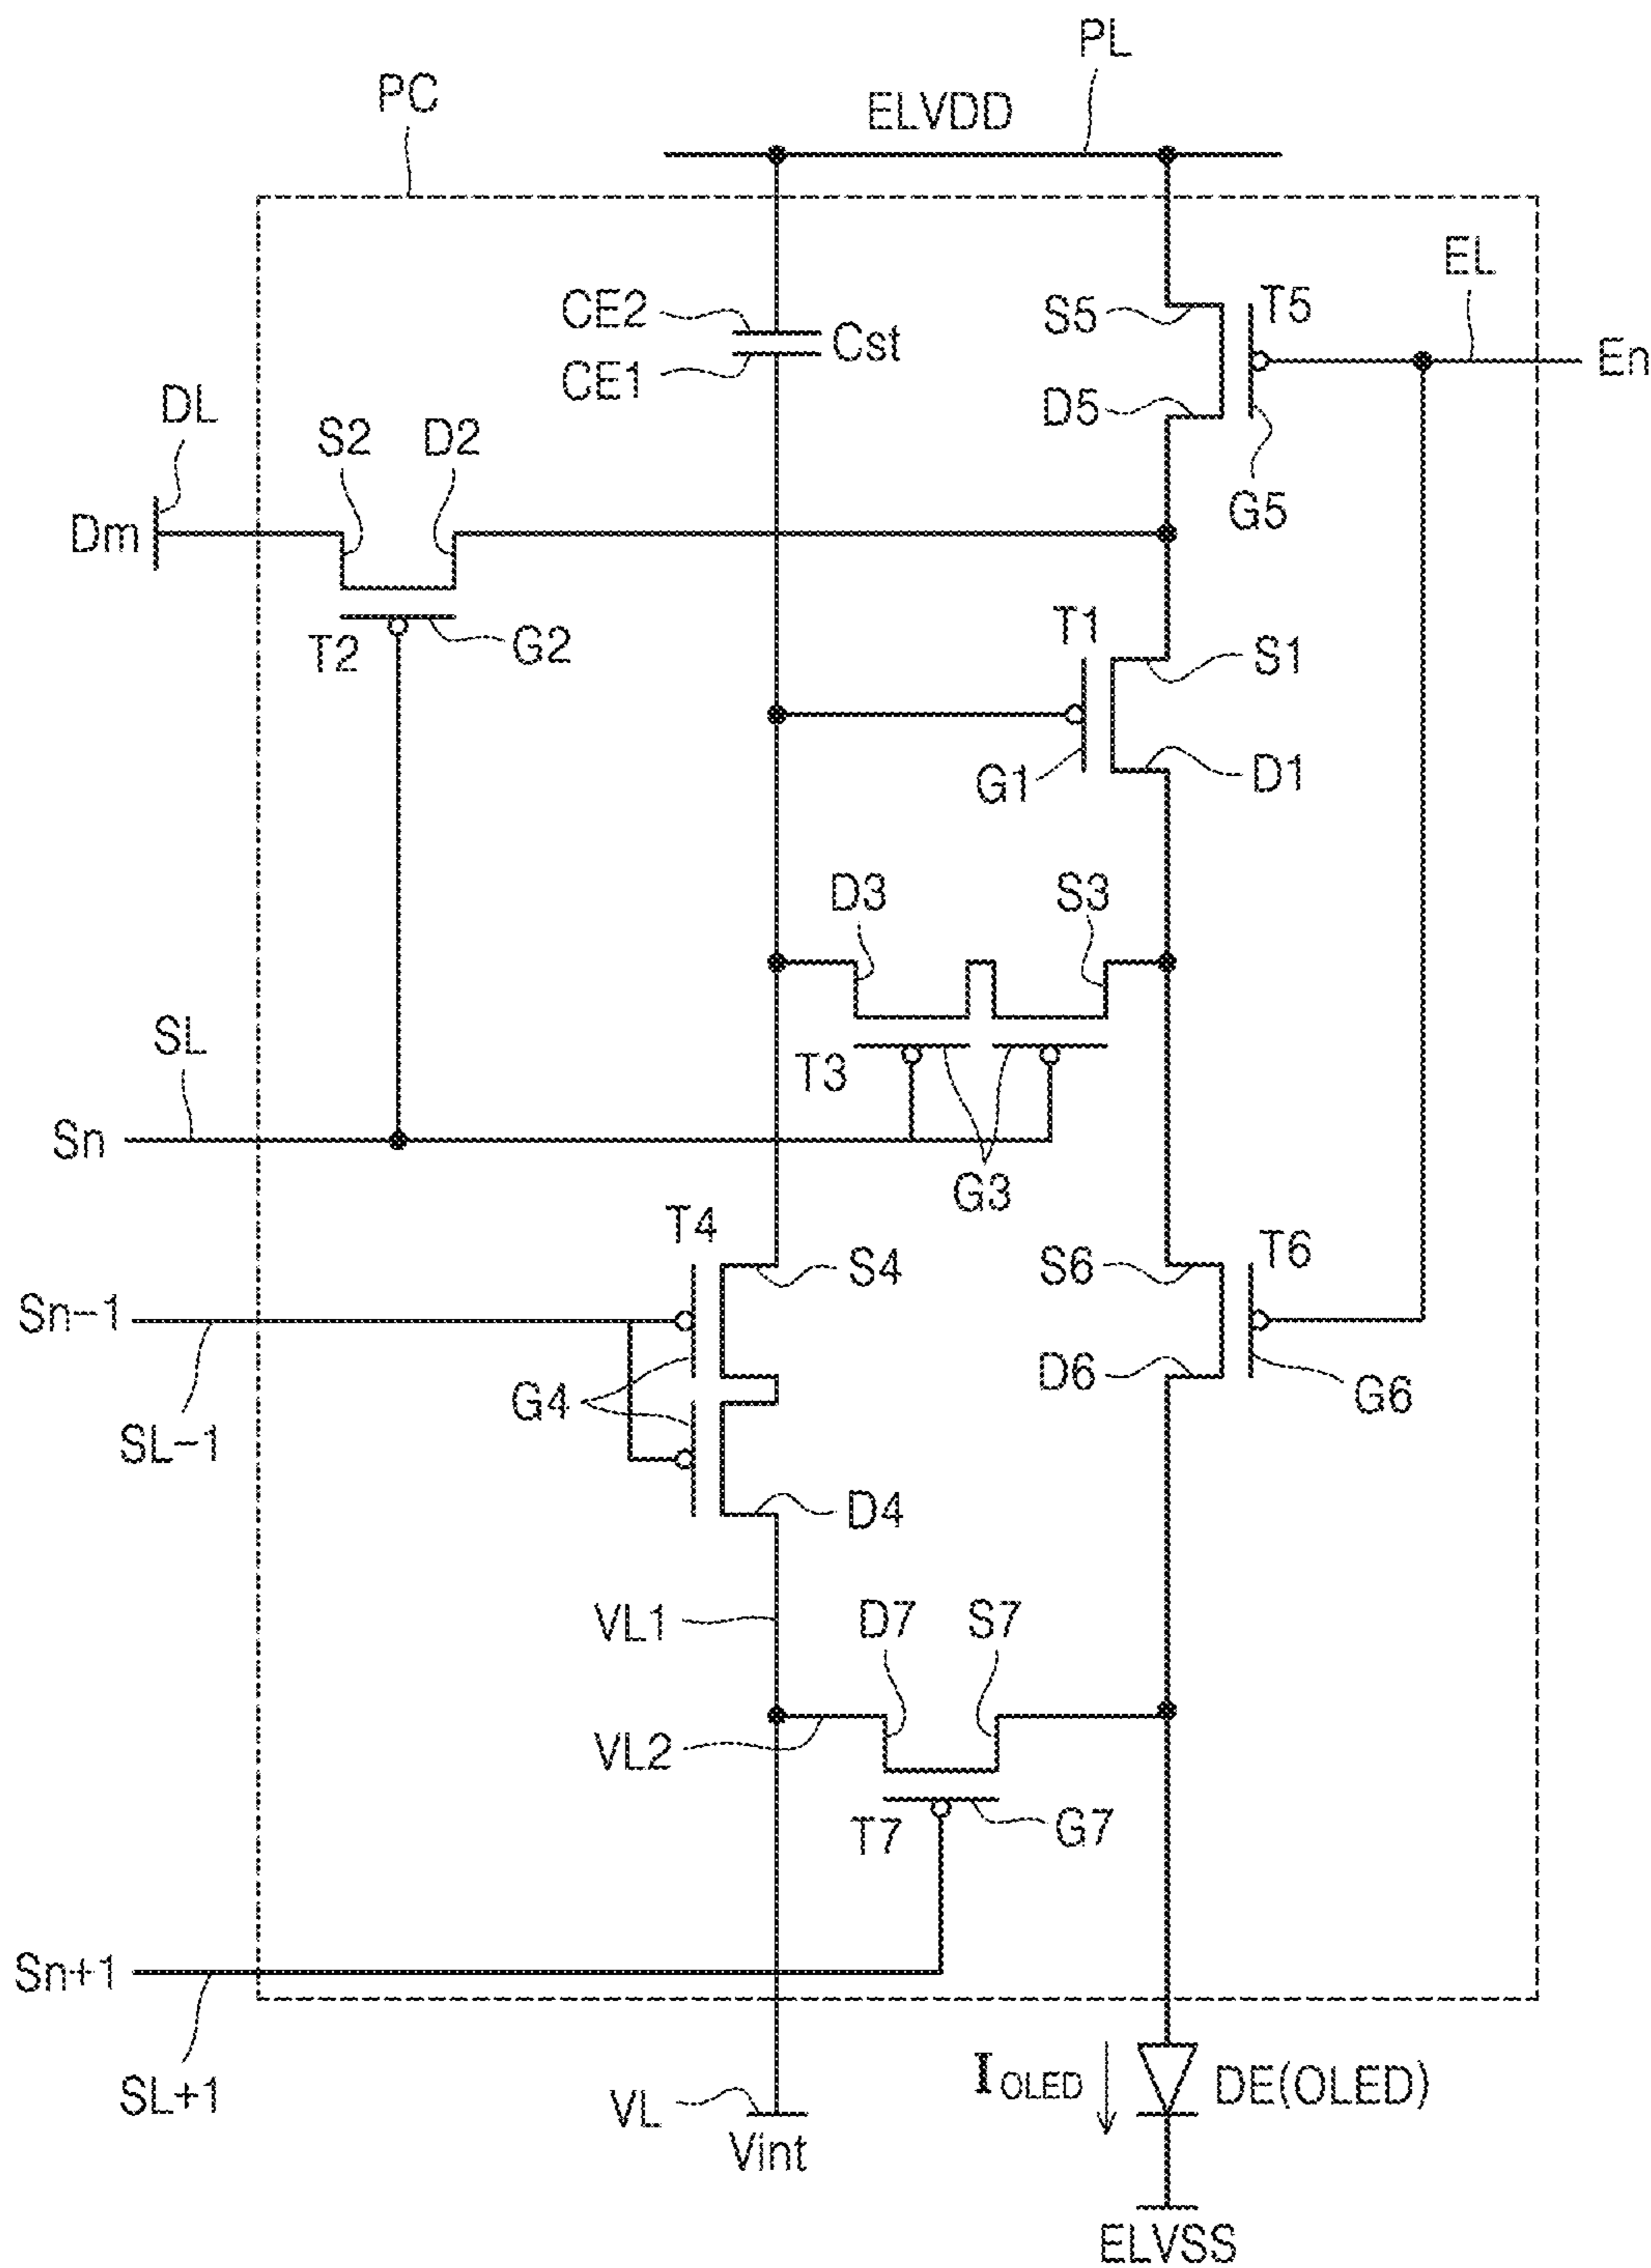 PL
PC
ELVDD
EL
CE2
S5
T5
Cst
En
CE1
DL
D5
S2
D2
G5
Dm
T1
T2
G2
S1
G1
D1
D3
S3
SL
T3
Sn
G3
T4
S4
S6
T6
Sn-1
G4
D6
G6
SL-1
D4
VL1
D7
S7
VL2
T7
G7
Sn+1
SL+1
IOLED
DE(OLED)
VL
Vint
ELVSS